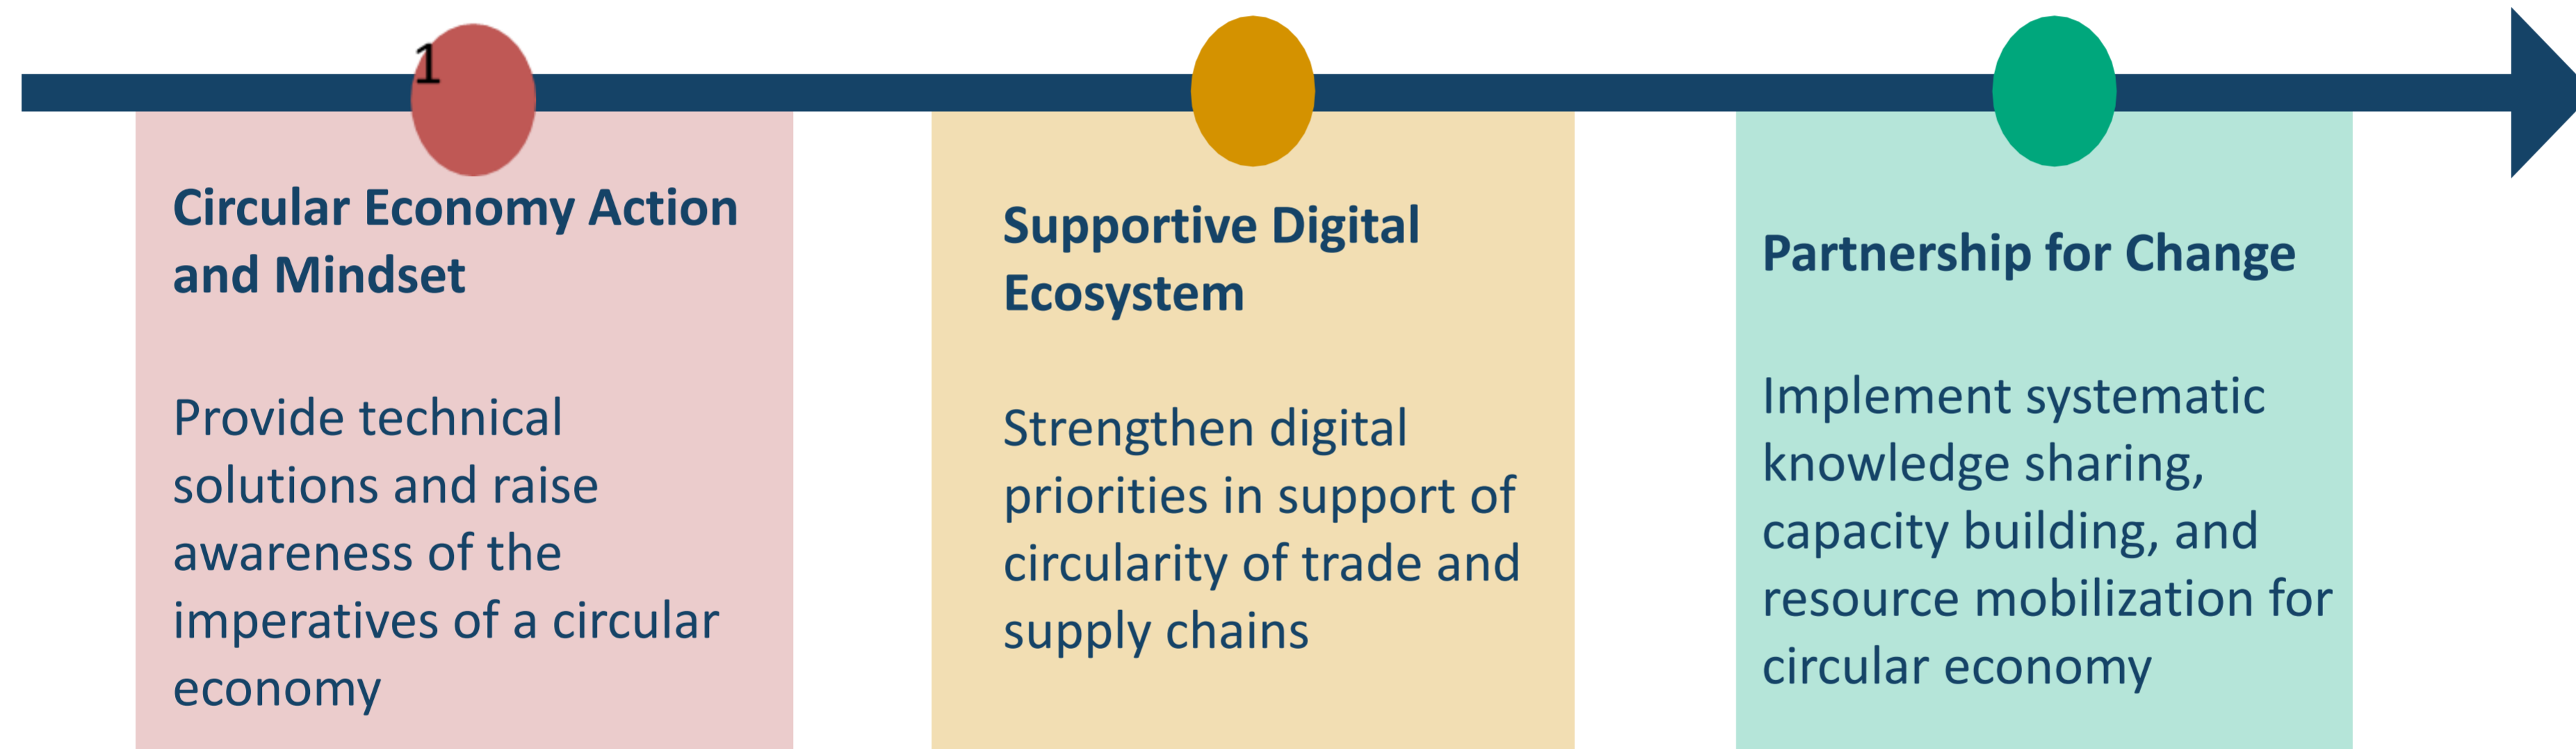 1
Circular Economy Action
and Mindset
Provide technical
solutions and raise
awareness of the
imperatives of a circular
economy
Supportive Digital
Ecosystem
Strengthen digital
priorities in support of
circularity of trade and
supply chains
Partnership for Change
Implement systematic
knowledge sharing,
capacity building, and
resource mobilization for
circular economy